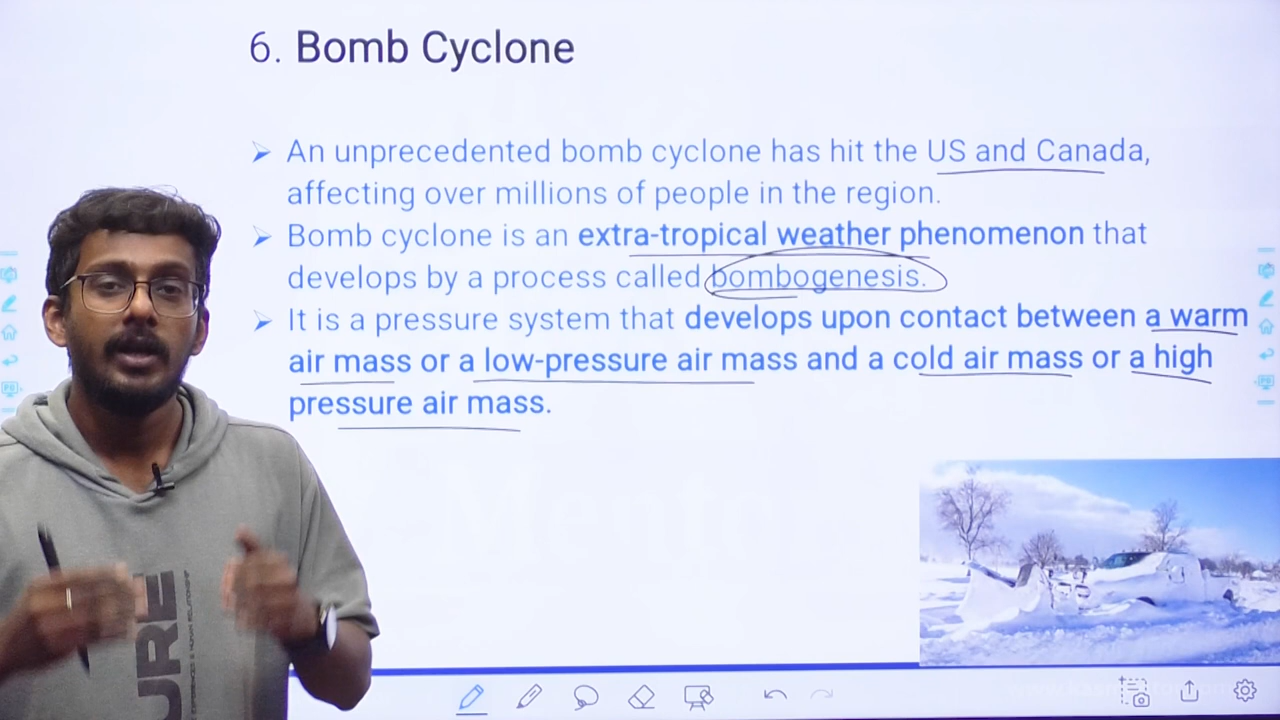 6. Bomb Cyclone
➢ An unprecedented bomb cyclone has hit the US and Canada,
affecting over millions of people in the region.
➢ Bomb cyclone is an extra-tropical weather phenomenon that
develops by a process called bombogenesis.
➢ It is a pressure system that develops upon contact between a warm
air mass or a low-pressure air mass and a cold air mass or a high
pressure air mass.
URE